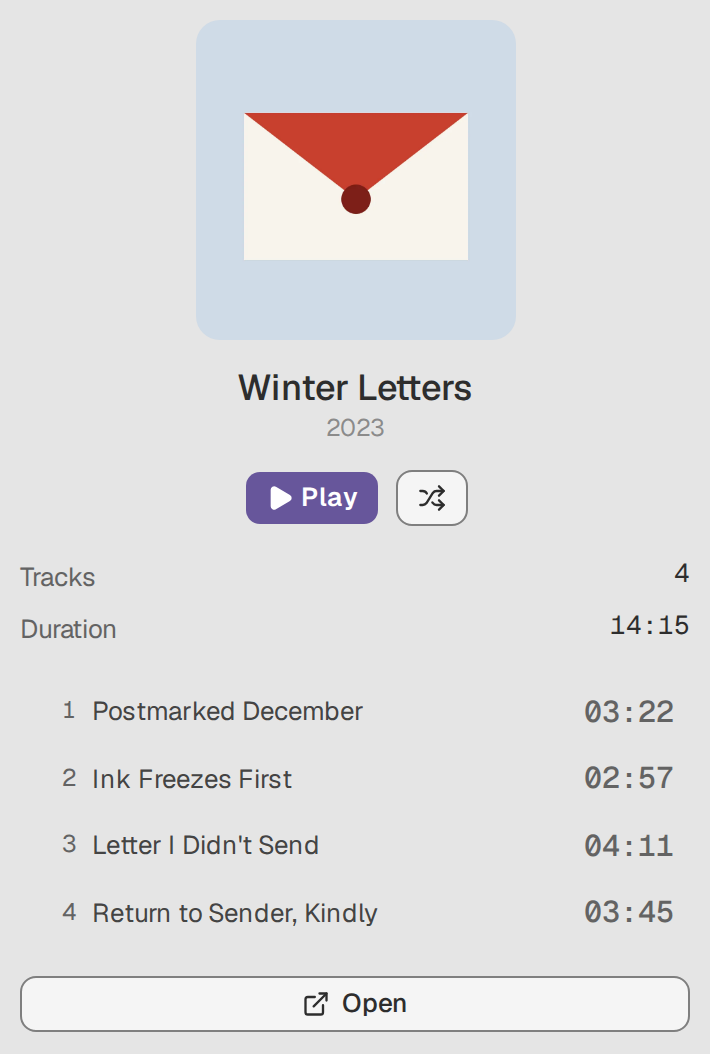 Winter Letters
2023
Play
Tracks 4
Duration 14:15
1 Postmarked December 03:22
2 Ink Freezes First 02:57
3 Letter I Didn't Send 04:11
4 Return to Sender, Kindly 03:45
Open